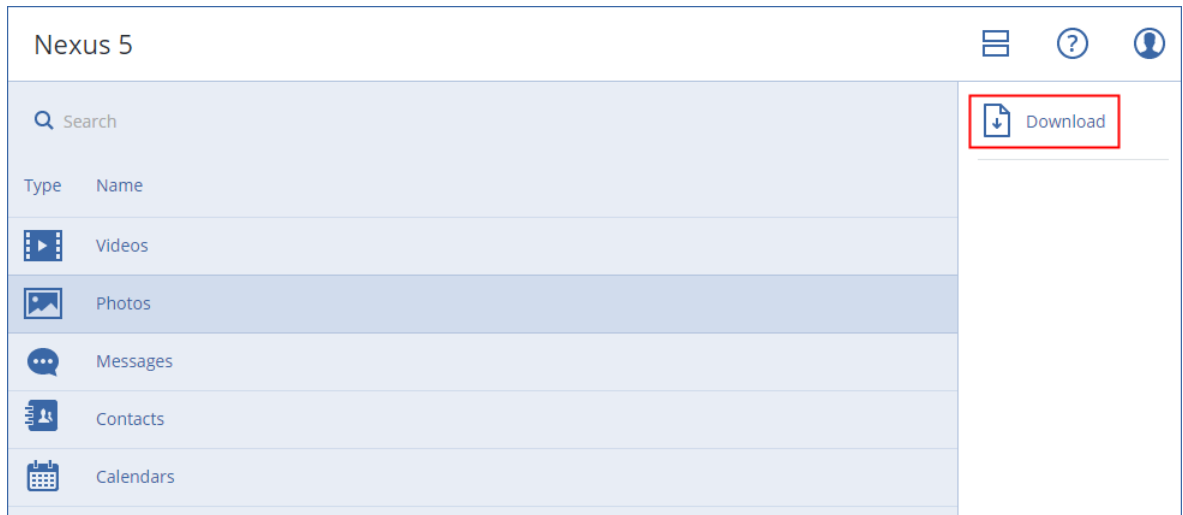 Nexus 5
Search
Download
Type Name
Videos
Photos
Messages
Contacts
Calendars